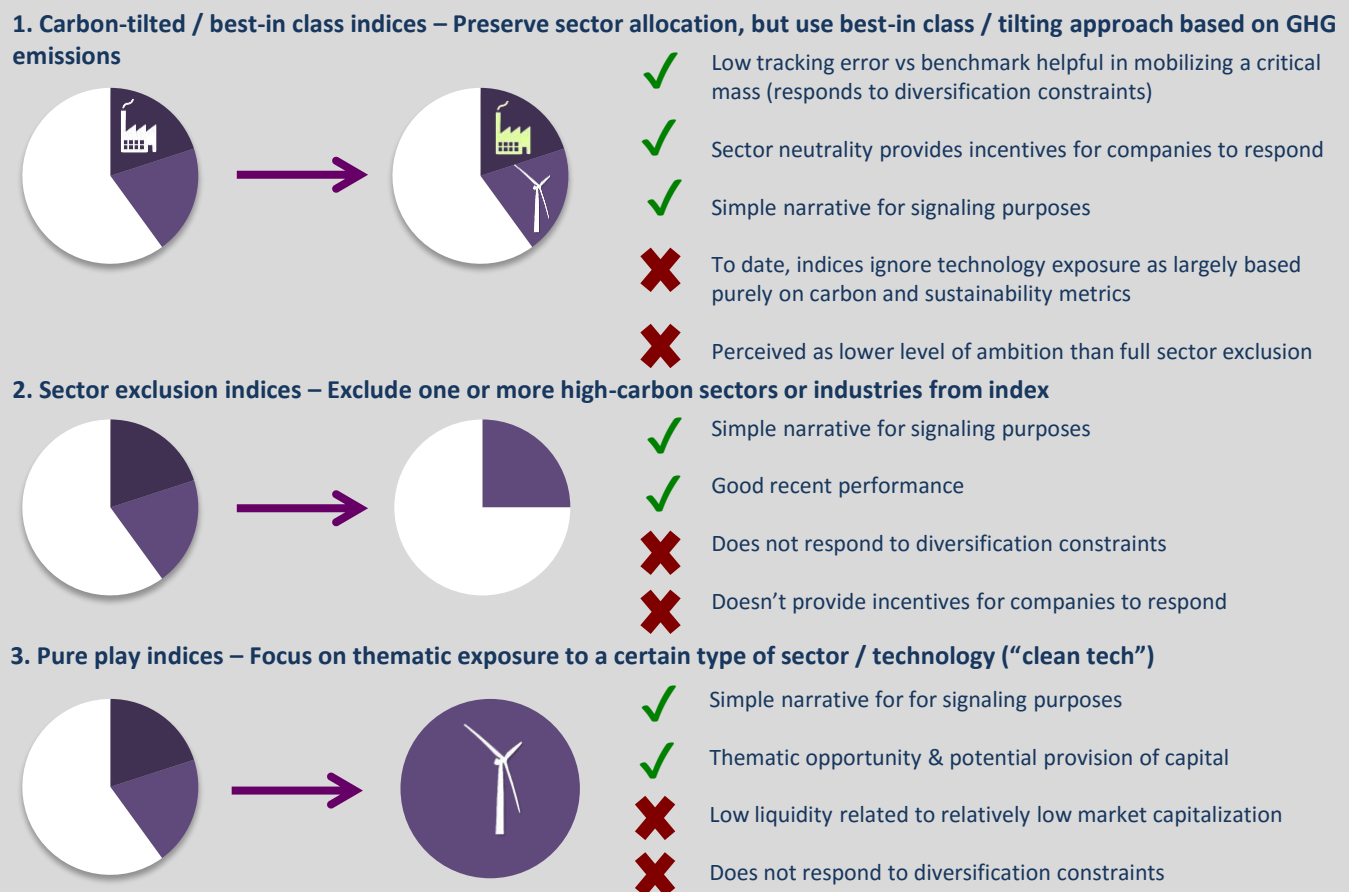 1. Carbon-tilted / best-in class indices – Preserve sector allocation, but use best-in class / tilting approach based on GHG
emissions
Low tracking error vs benchmark helpful in mobilizing a critical
mass (responds to diversification constraints)
Sector neutrality provides incentives for companies to respond
Simple narrative for signaling purposes
To date, indices ignore technology exposure as largely based
purely on carbon and sustainability metrics
Perceived as lower level of ambition than full sector exclusion
2. Sector exclusion indices – Exclude one or more high-carbon sectors or industries from index
Simple narrative for signaling purposes
Good recent performance
Does not respond to diversification constraints
Doesn’t provide incentives for companies to respond
3. Pure play indices – Focus on thematic exposure to a certain type of sector / technology (“clean tech”)
Simple narrative for for signaling purposes
Thematic opportunity & potential provision of capital
Low liquidity related to relatively low market capitalization
Does not respond to diversification constraints